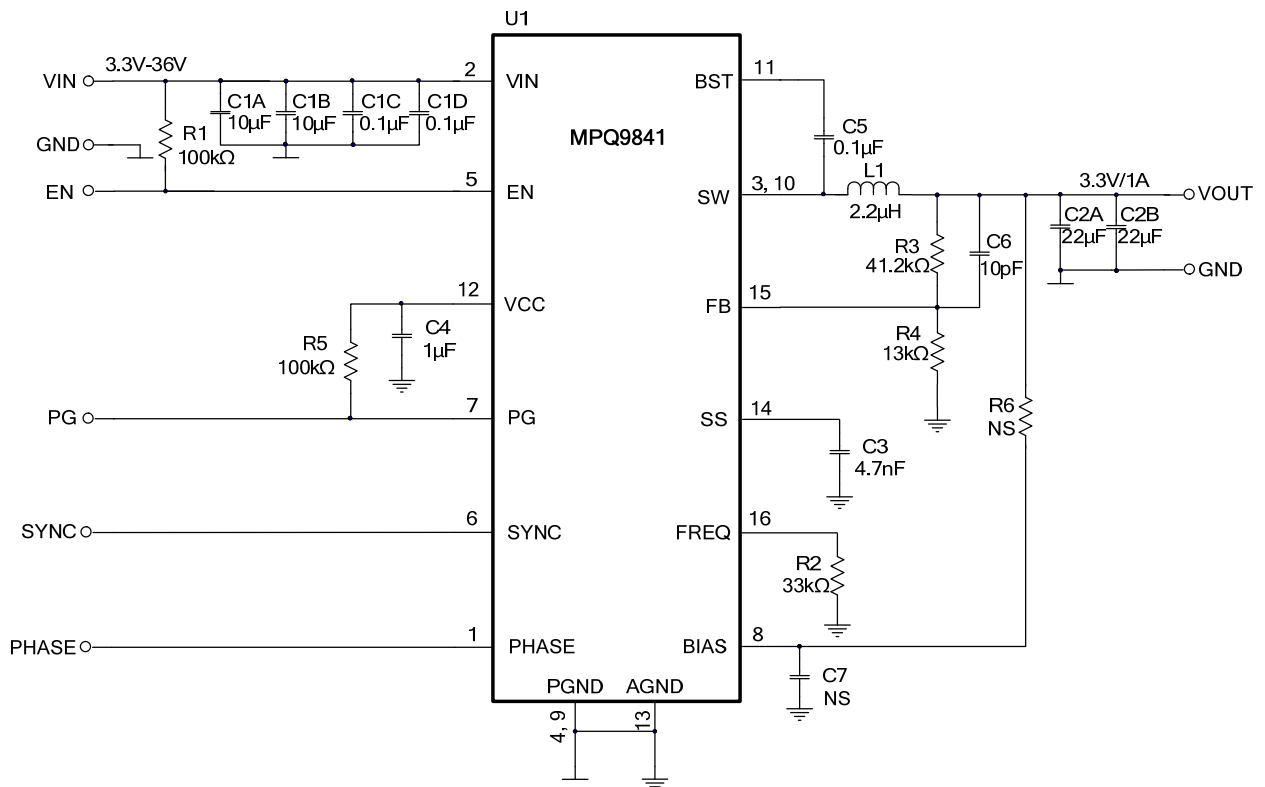 U1
VIN
3.3V-36V
2
VIN
BST
11
C1A
10µF
C1B
10µF
C1C
0.1µF
C1D
0.1µF
R1
100kΩ
GND
EN
5
EN
MPQ9841
C5
0.1µF
L1
2.2µH
SW
3, 10
3.3V/1A
VOUT
C2A
22µF
C2B
22µF
GND
R3
41.2kΩ
C6
10pF
12
VCC
FB
15
C4
1µF
R5
100kΩ
R4
13kΩ
PG
7
PG
SS
14
R6
NS
C3
4.7nF
SYNC
6
SYNC
FREQ
16
R2
33kΩ
PHASE
1
PHASE
BIAS
8
C7
NS
PGND
AGND
4, 9
13